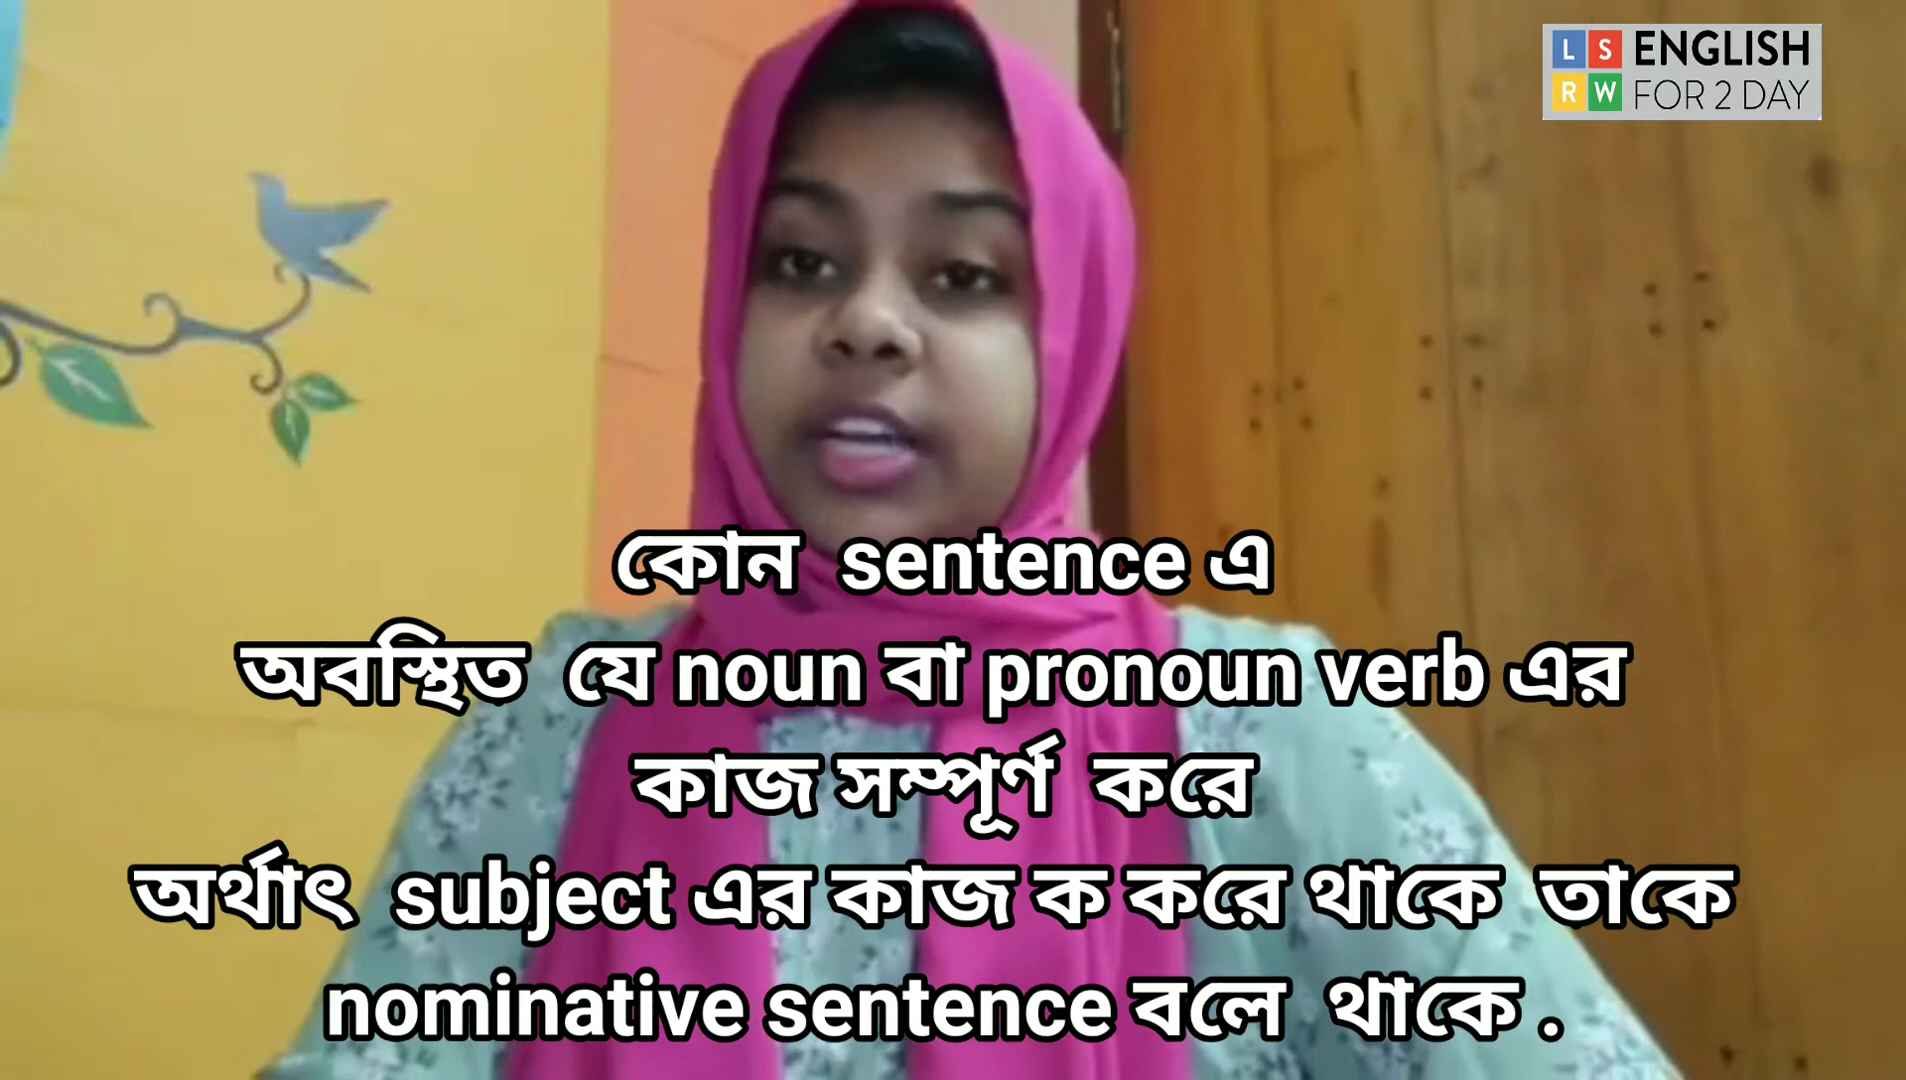 L S ENGLISH
R W FOR 2 DAY
কোন sentence এ
অবস্থিত যে noun বা pronoun verb এর
কাজ সম্পূর্ণ করে
অর্থাৎ subject এর কাজ ক করে থাকে তাকে
nominative sentence বলে থাকে .